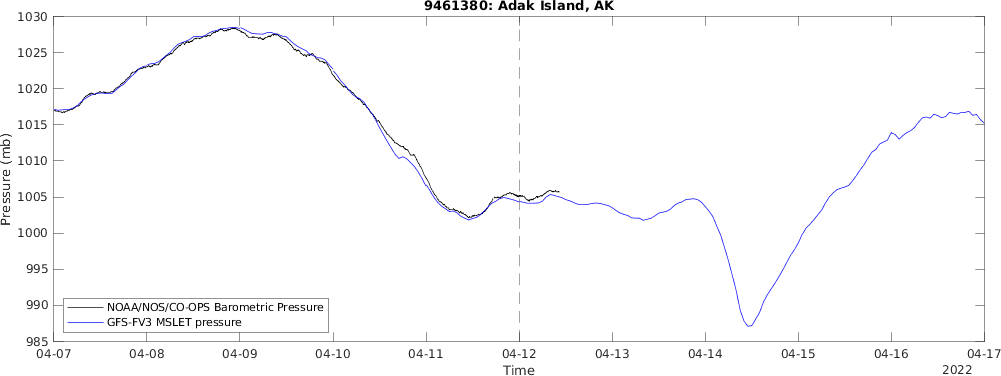 9461380: Adak Island, AK
1030
1025
1020
1015
1010
1005
1000
995
990
985
Pressure (mb)
NOAA/NOS/CO-OPS Barometric Pressure
GFS-FV3 MSLET pressure
04-07 04-08 04-09 04-10 04-11 04-12 04-13 04-14 04-15 04-16 04-17
Time
2022